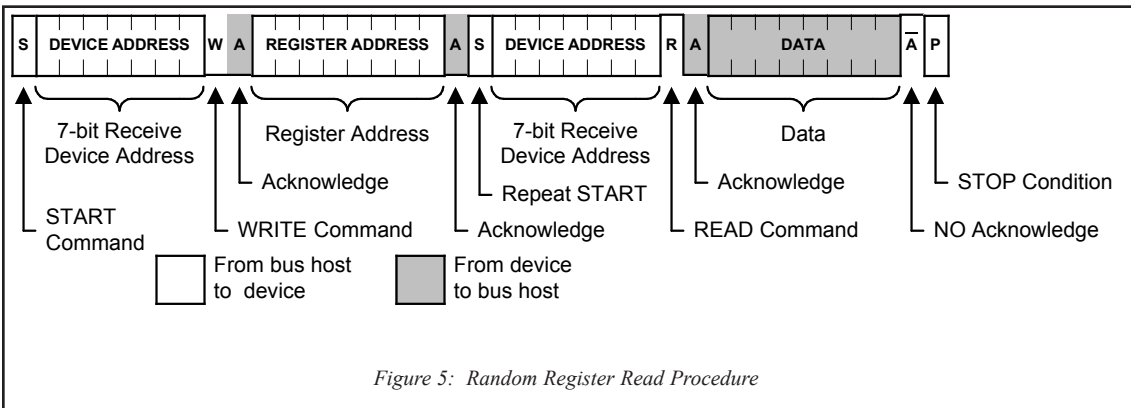 S DEVICE ADDRESS W A REGISTER ADDRESS A S DEVICE ADDRESS R A DATA A̅ P
7-bit Receive
Device Address
Register Address
7-bit Receive
Device Address
Data
Acknowledge
Repeat START
Acknowledge
STOP Condition
START
Command
WRITE Command
Acknowledge
READ Command
NO Acknowledge
From bus host
to device
From device
to bus host
Figure 5: Random Register Read Procedure